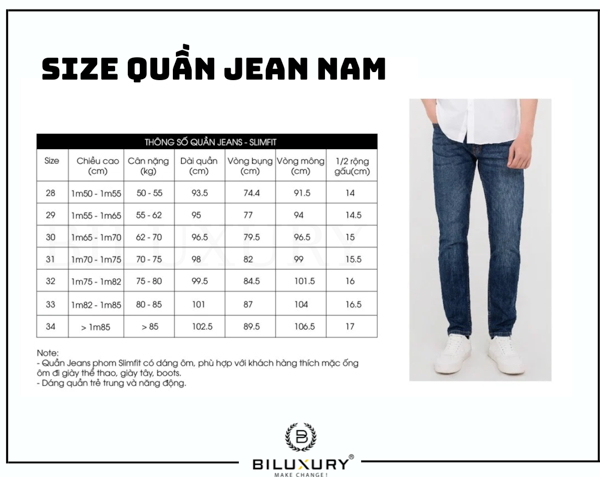 SIZE QUẦN JEAN NAM
THÔNG SỐ QUẦN JEANS - SLIMFIT
Size Chiều cao (cm) Cân nặng (kg) Dài quần (cm) Vòng bụng (cm) Vòng mông (cm) 1/2 rộng gấu(cm)
28 1m50 - 1m55 50 - 55 93.5 74.4 91.5 14
29 1m55 - 1m65 55 - 62 95 77 94 14.5
30 1m65 - 1m70 62 - 70 96.5 79.5 96.5 15
31 1m70 - 1m75 70 - 75 98 82 99 15.5
32 1m75 - 1m82 75 - 80 99.5 84.5 101.5 16
33 1m82 - 1m85 80 - 85 101 87 104 16.5
34 > 1m85 > 85 102.5 89.5 106.5 17
BILUXURY
Note:
- Quần Jeans phom Slimfit có dáng ôm, phù hợp với khách hàng thích mặc ống
ôm đi giày thể thao, giày tây, boots.
- Dáng quần trẻ trung và năng động.
B
BILUXURY®
MAKE CHANGE!